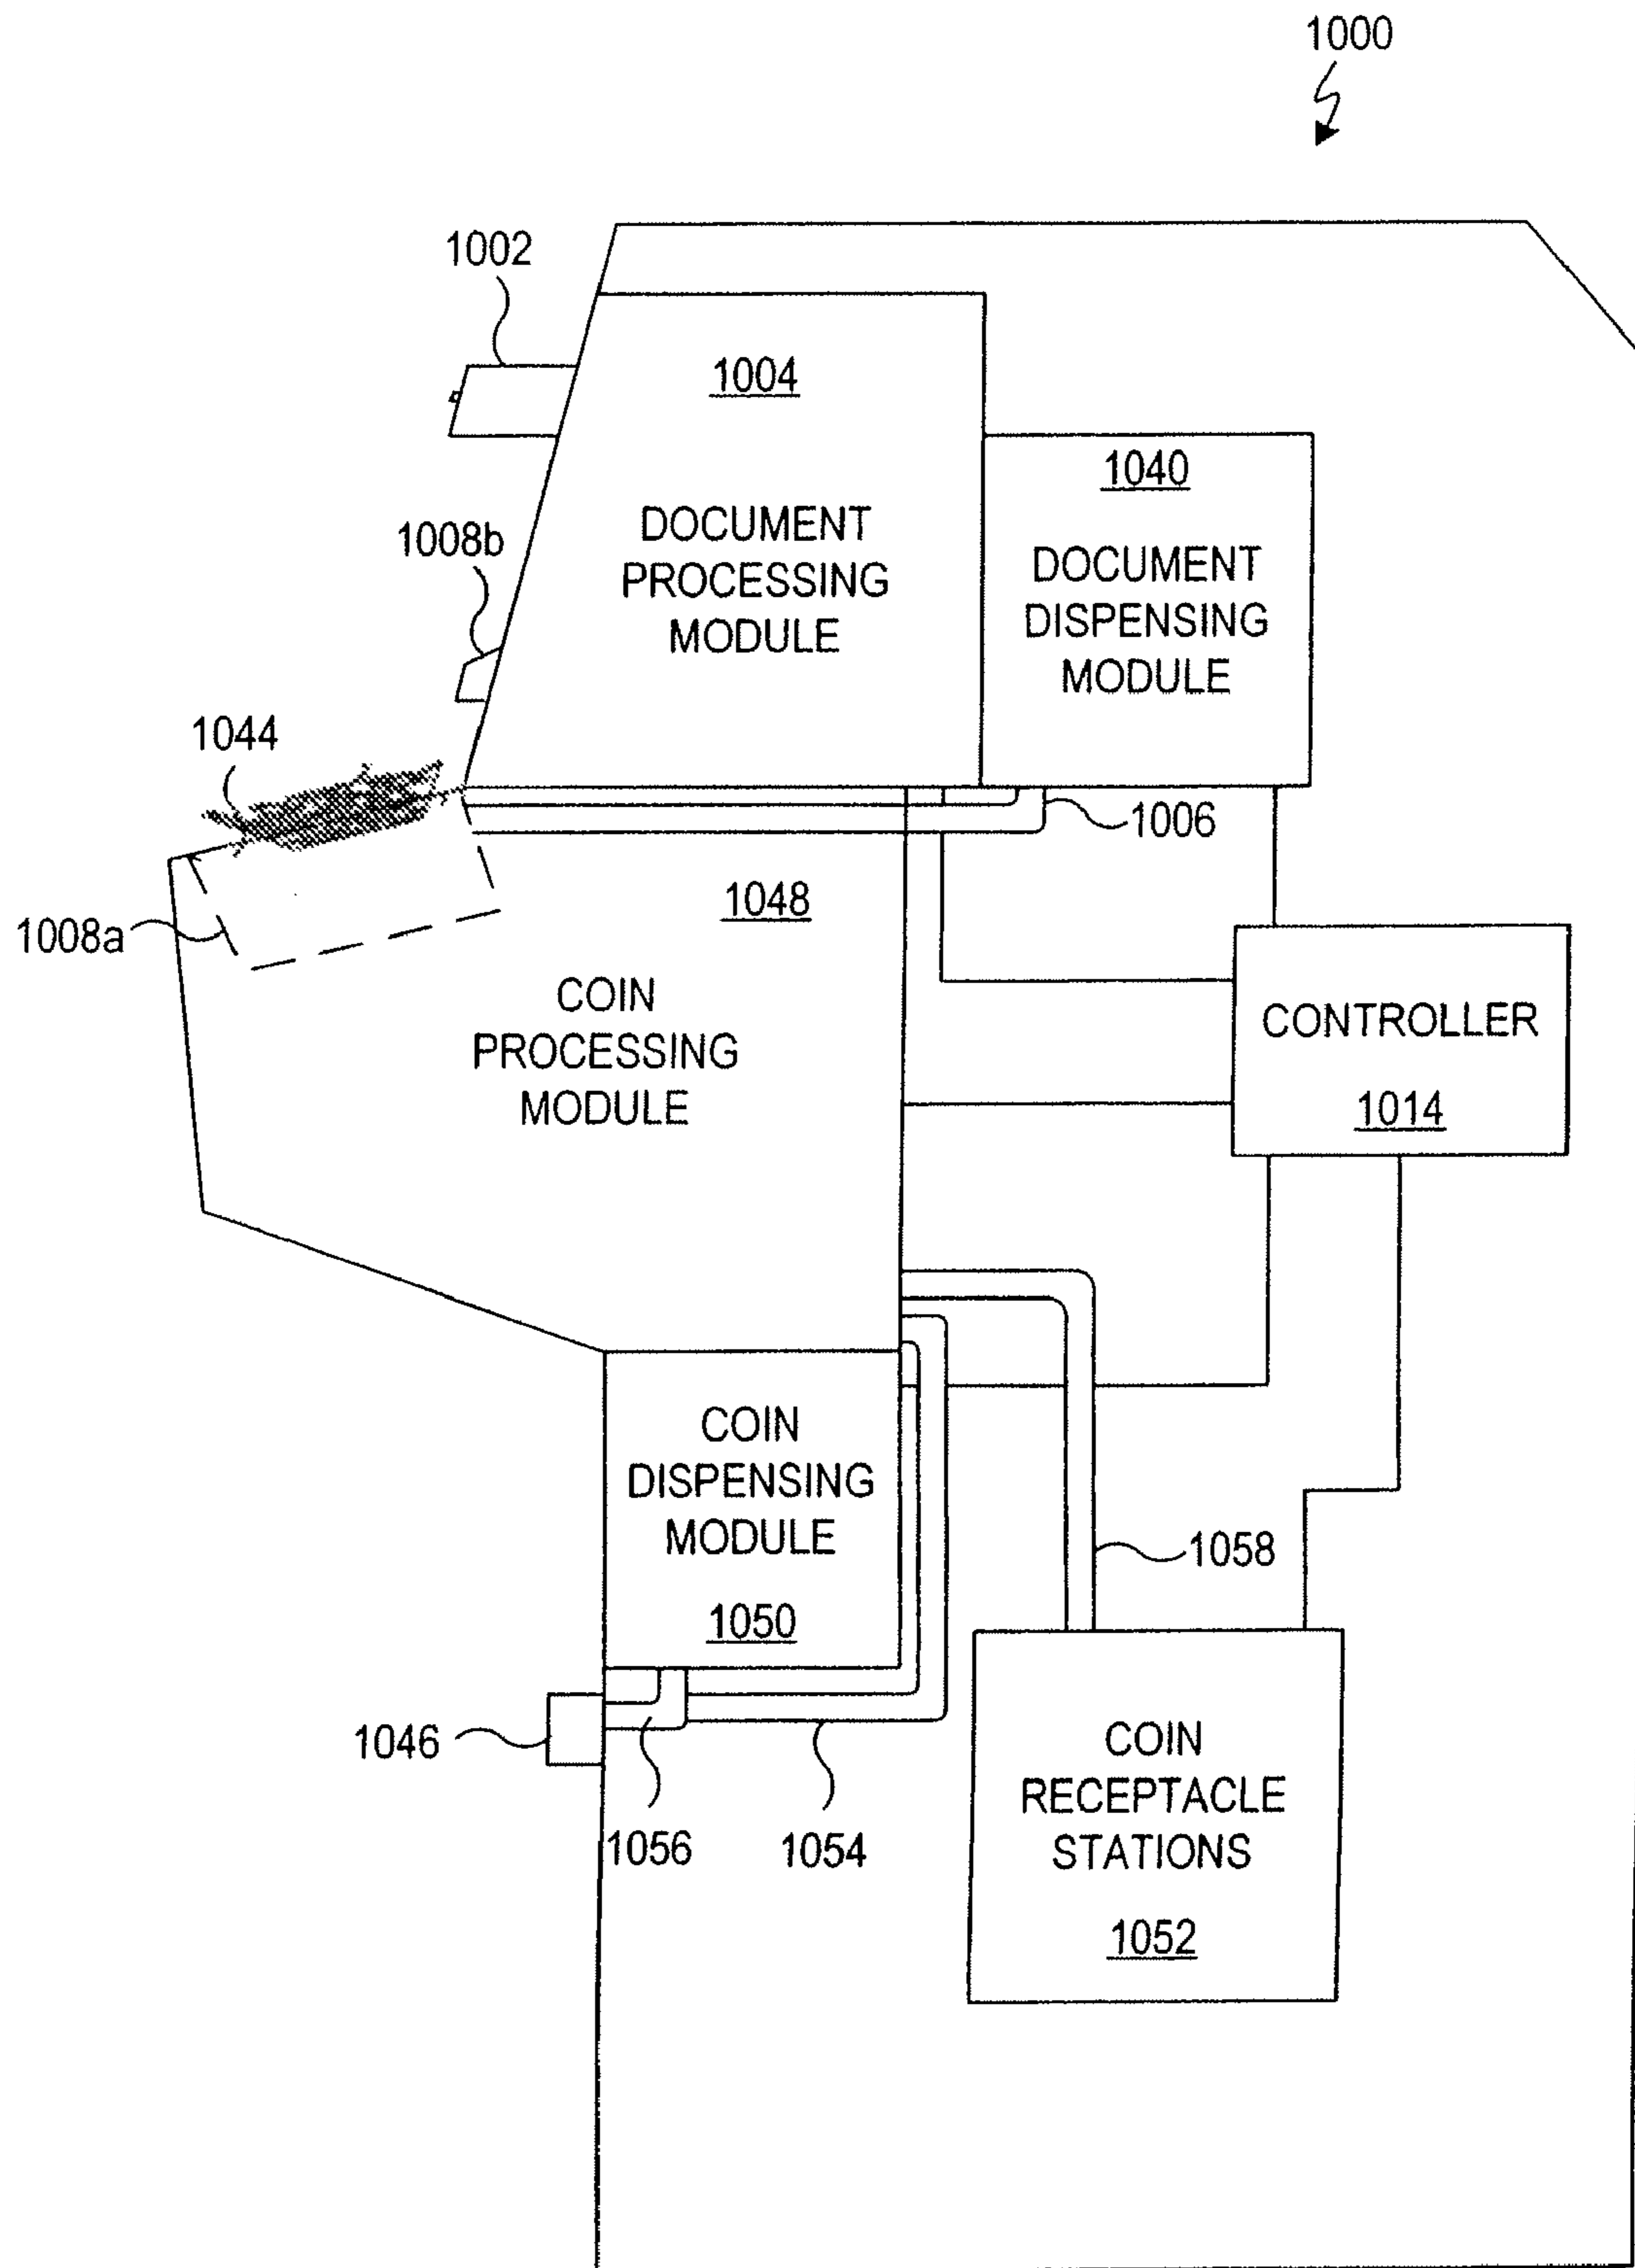 1000
1002
1004
DOCUMENT
PROCESSING
MODULE
1040
DOCUMENT
DISPENSING
MODULE
1008b
1044
1006
1008a
1048
COIN
PROCESSING
MODULE
CONTROLLER
1014
COIN
DISPENSING
MODULE
1050
1058
1046
1056
1054
COIN
RECEPTACLE
STATIONS
1052